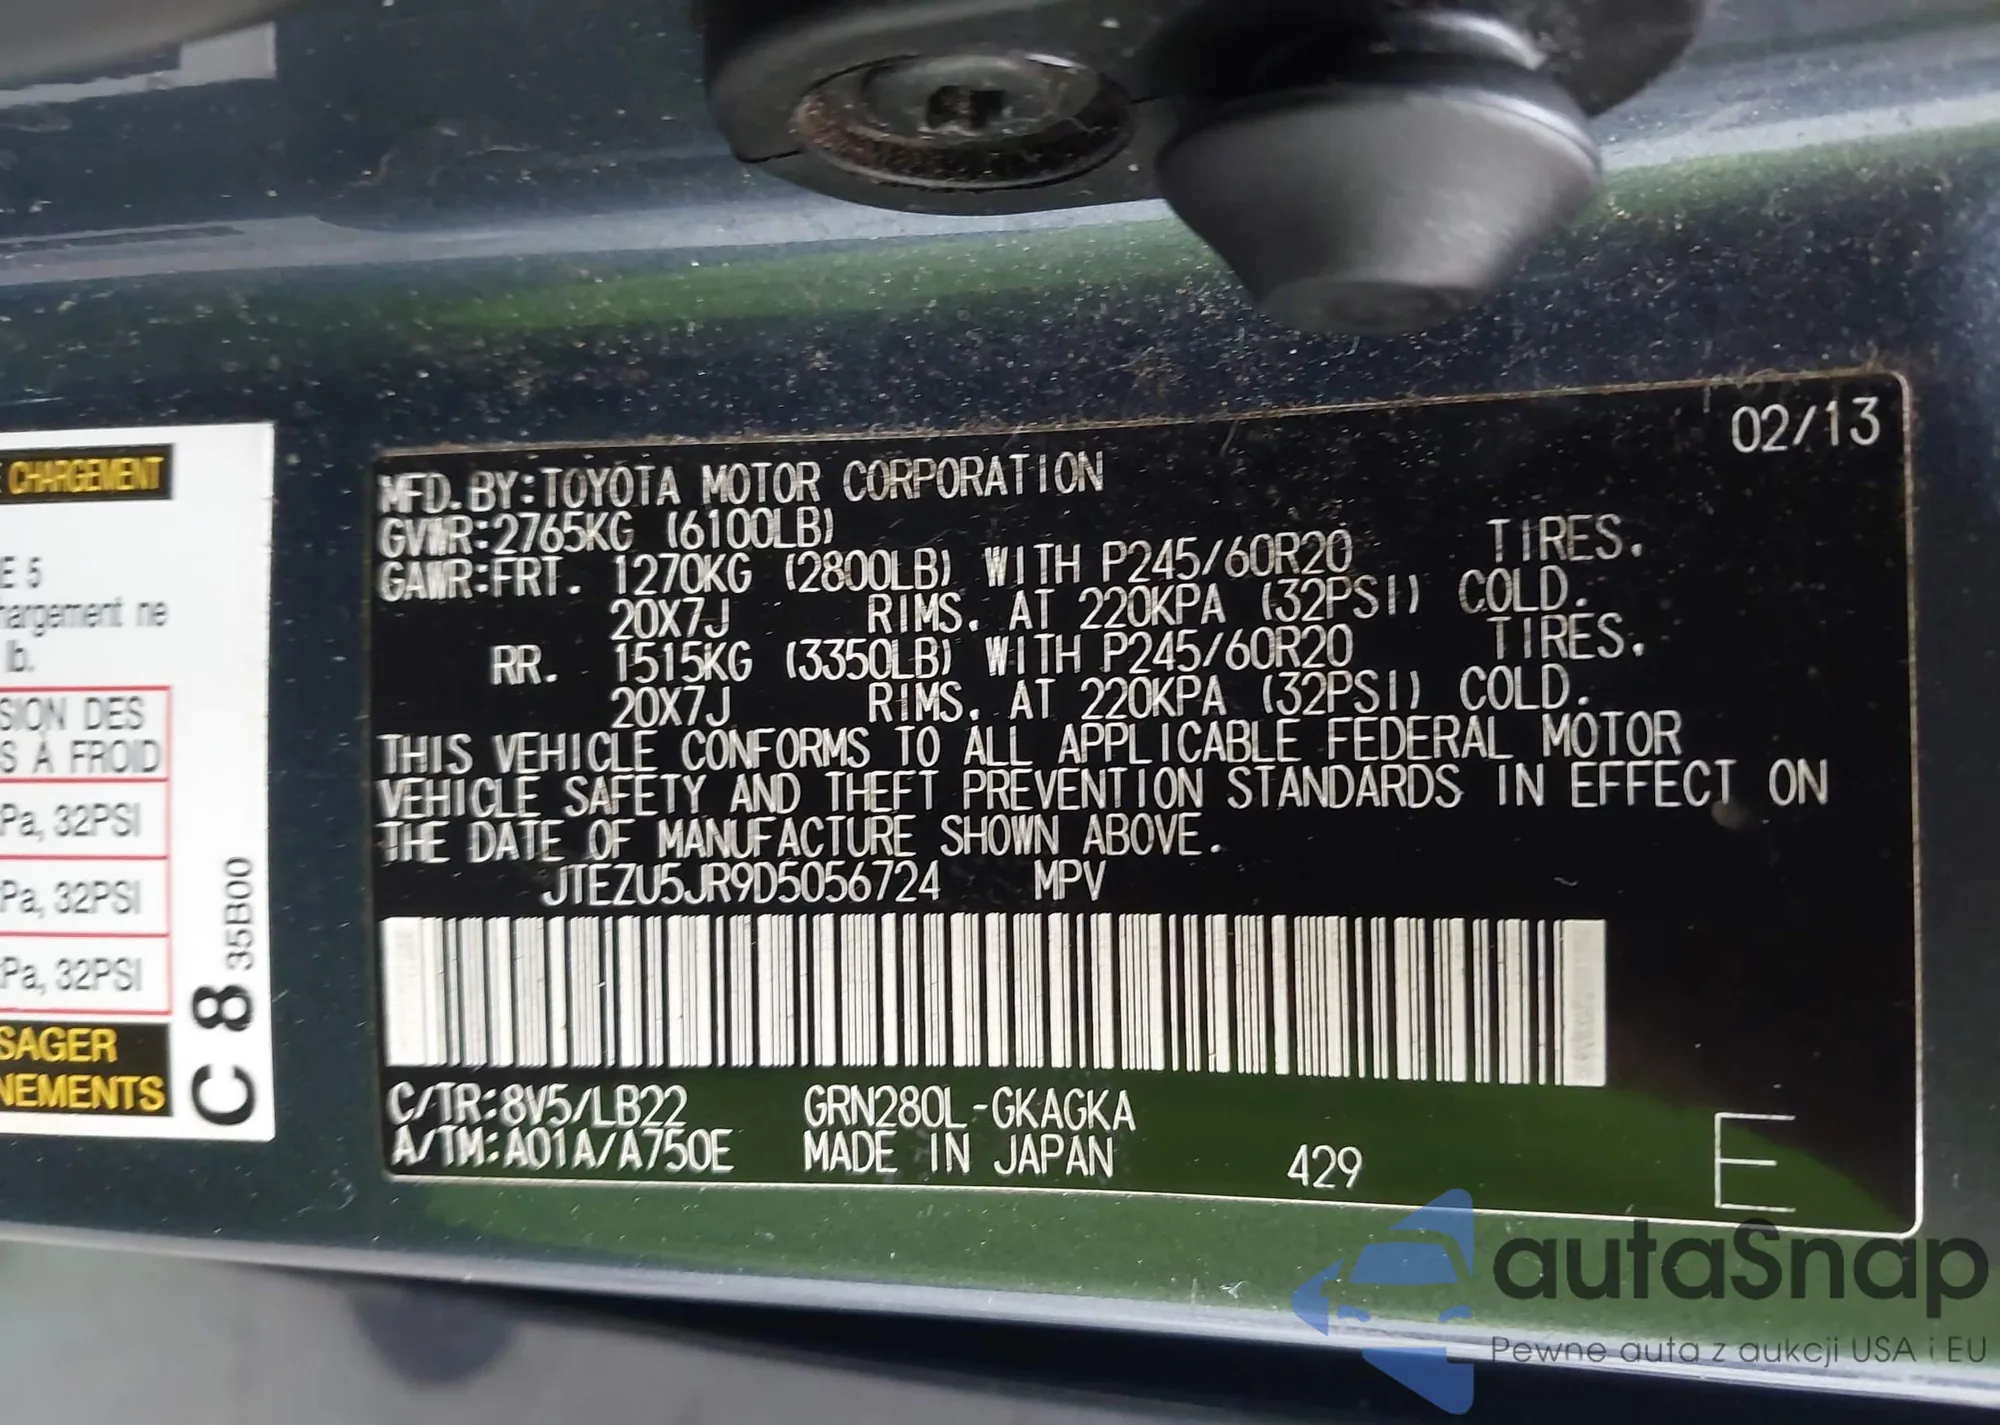 E CHARGEMENT
E 5
hargement ne
lb.
SION DES
S À FROID
Pa, 32PSI
Pa, 32PSI
Pa, 32PSI
SAGER
NEMENTS
C 8 35B00
02/13
MFD.BY:TOYOTA MOTOR CORPORATION
GVWR:2765KG (6100LB)
GAWR:FRT. 1270KG (2800LB) WITH P245/60R20 TIRES.
20X7J RIMS. AT 220KPA (32PSI) COLD.
RR. 1515KG (3350LB) WITH P245/60R20 TIRES.
20X7J RIMS. AT 220KPA (32PSI) COLD.
THIS VEHICLE CONFORMS TO ALL APPLICABLE FEDERAL MOTOR
VEHICLE SAFETY AND THEFT PREVENTION STANDARDS IN EFFECT ON
THE DATE OF MANUFACTURE SHOWN ABOVE.
JTEZU5JR9D5056724 MPV
C/TR:8V5/LB22 GRN280L-GKAGKA
A/TM:A01A/A750E MADE IN JAPAN 429 E
autaSnap
Pewne auta z aukcji USA i EU